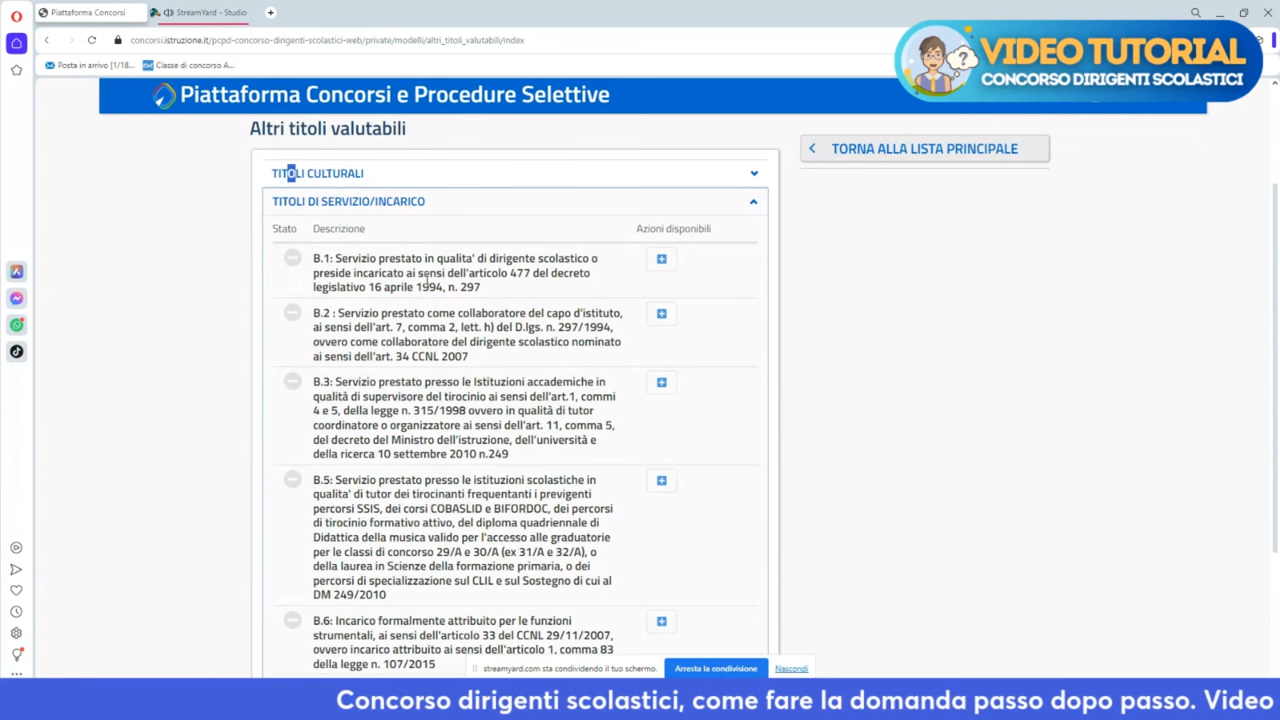 Piattaforma Concorsi
StreamYard - Studio
concorsi.istruzione.it/pcpd-concorso-dirigenti-scolastici-web/private/modelli/altri_titoli_valutabili/index
Posta in arrivo (1/18...
Classe di concorso A...
VIDEO TUTORIAL
CONCORSO DIRIGENTI SCOLASTICI
Piattaforma Concorsi e Procedure Selettive
Altri titoli valutabili
TORNA ALLA LISTA PRINCIPALE
TITOLI CULTURALI
TITOLI DI SERVIZIO/INCARICO
Stato Descrizione Azioni disponibili
B.1: Servizio prestato in qualita' di dirigente scolastico o
preside incaricato ai sensi dell'articolo 477 del decreto
legislativo 16 aprile 1994, n. 297
B.2 : Servizio prestato come collaboratore del capo d'istituto,
ai sensi dell'art. 7, comma 2, lett. h) del D.lgs. n. 297/1994,
ovvero come collaboratore del dirigente scolastico nominato
ai sensi dell'art. 34 CCNL 2007
B.3: Servizio prestato presso le Istituzioni accademiche in
qualità di supervisore del tirocinio ai sensi dell'art.1, commi
4 e 5, della legge n. 315/1998 ovvero in qualità di tutor
coordinatore o organizzatore ai sensi dell'art. 11, comma 5,
del decreto del Ministro dell'istruzione, dell'università e
della ricerca 10 settembre 2010 n.249
B.5: Servizio prestato presso le istituzioni scolastiche in
qualita' di tutor dei tirocinanti frequentanti i previgenti
percorsi SSIS, dei corsi COBASLID e BIFORDOC, dei percorsi
di tirocinio formativo attivo, del diploma quadriennale di
Didattica della musica valido per l'accesso alle graduatorie
per le classi di concorso 29/A e 30/A (ex 31/A e 32/A), o
della laurea in Scienze della formazione primaria, o dei
percorsi di specializzazione sul CLIL e sul Sostegno di cui al
DM 249/2010
B.6: Incarico formalmente attribuito per le funzioni
strumentali, ai sensi dell'articolo 33 del CCNL 29/11/2007,
ovvero incarico attribuito ai sensi dell'articolo 1, comma 83
della legge n. 107/2015
streamyard.com sta condividendo il tuo schermo.
Arresta la condivisione
Nascondi
Concorso dirigenti scolastici, come fare la domanda passo dopo passo. Video